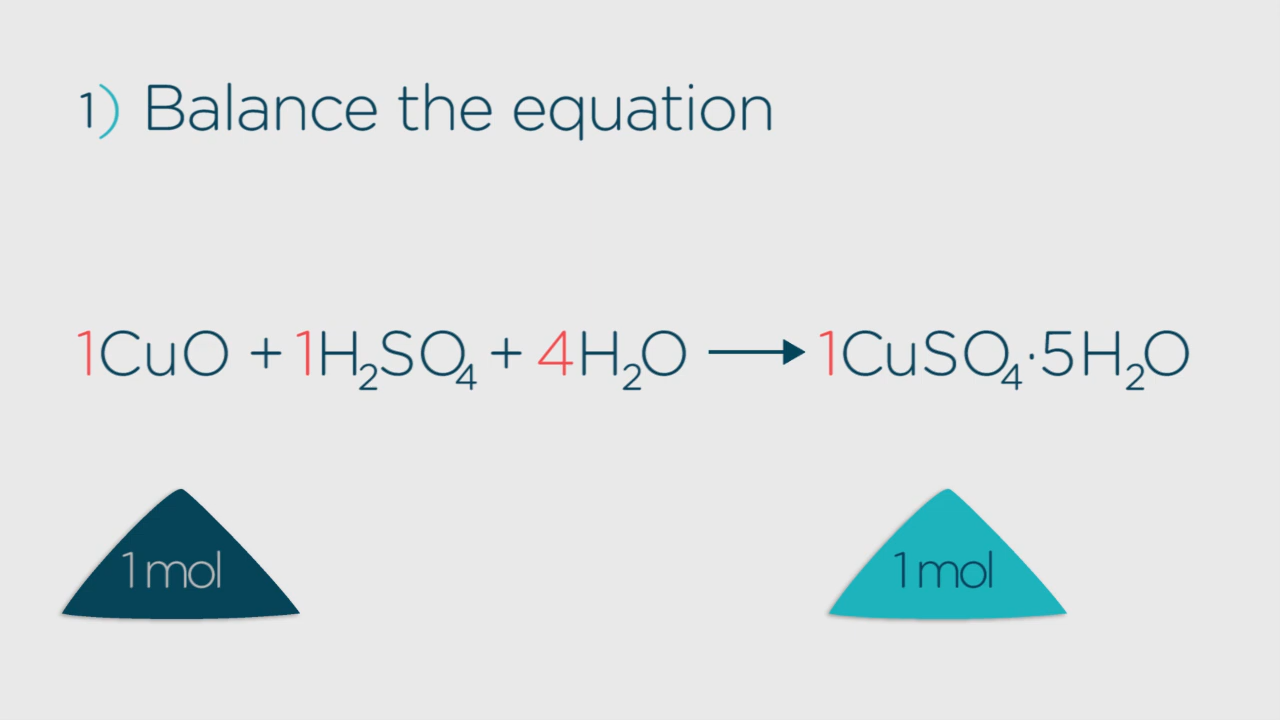 1) Balance the equation
1CuO + 1H₂SO₄ + 4H₂O → 1CuSO₄·5H₂O
1 mol
1 mol